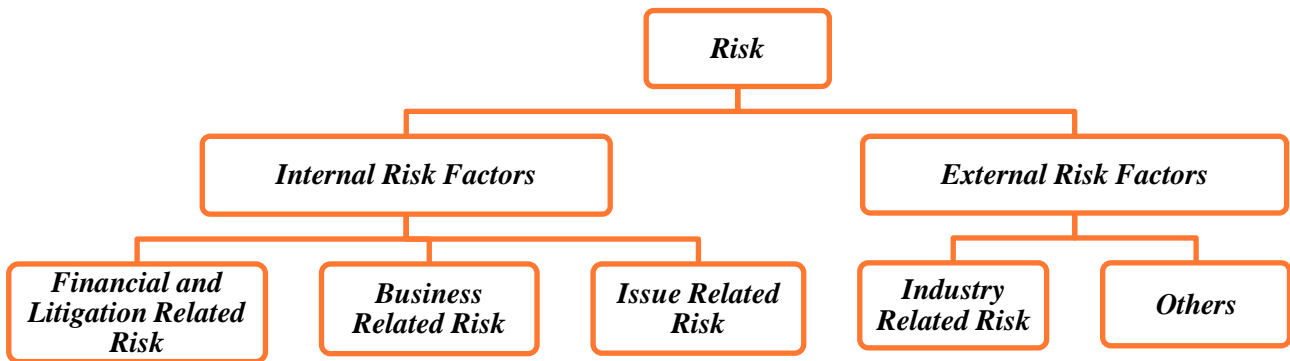 Risk
Internal Risk Factors
External Risk Factors
Financial and
Litigation Related
Risk
Business
Related Risk
Issue Related
Risk
Industry
Related Risk
Others